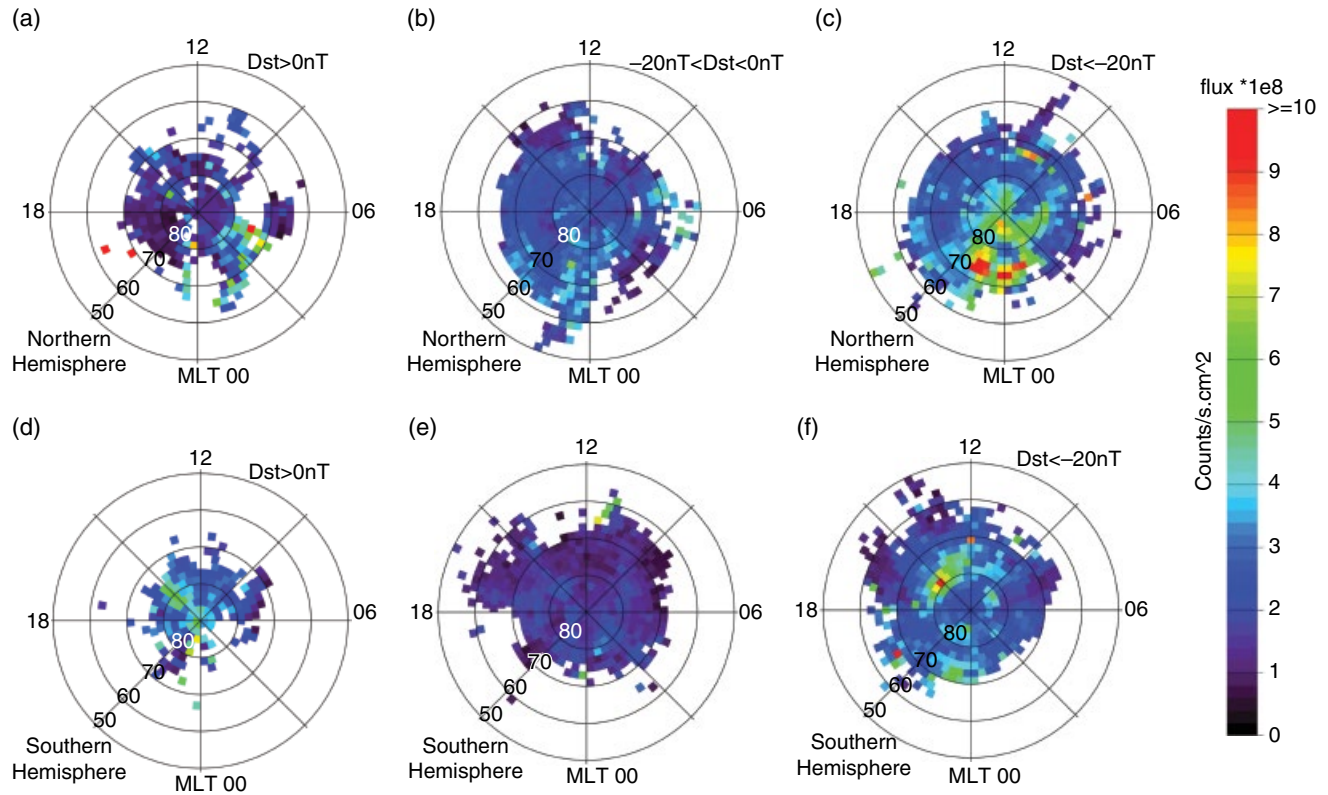 (a)
12
Dst>0nT
18
06
80
70
60
50
Northern
Hemisphere
MLT 00
(b)
12
–20nT<Dst<0nT
80
70
60
50
Northern
Hemisphere
MLT 00
(c)
12
Dst<–20nT
18
06
80
70
60
50
Northern
Hemisphere
MLT 00
flux *1e8
>=10
9
8
7
6
5
4
3
2
1
0
Counts/s.cm^2
(d)
12
Dst>0nT
18
06
80
70
60
50
Southern
Hemisphere
MLT 00
(e)
12
18
06
80
70
60
50
Southern
Hemisphere
MLT 00
(f)
12
Dst<–20nT
18
06
80
70
60
50
Southern
Hemisphere
MLT 00